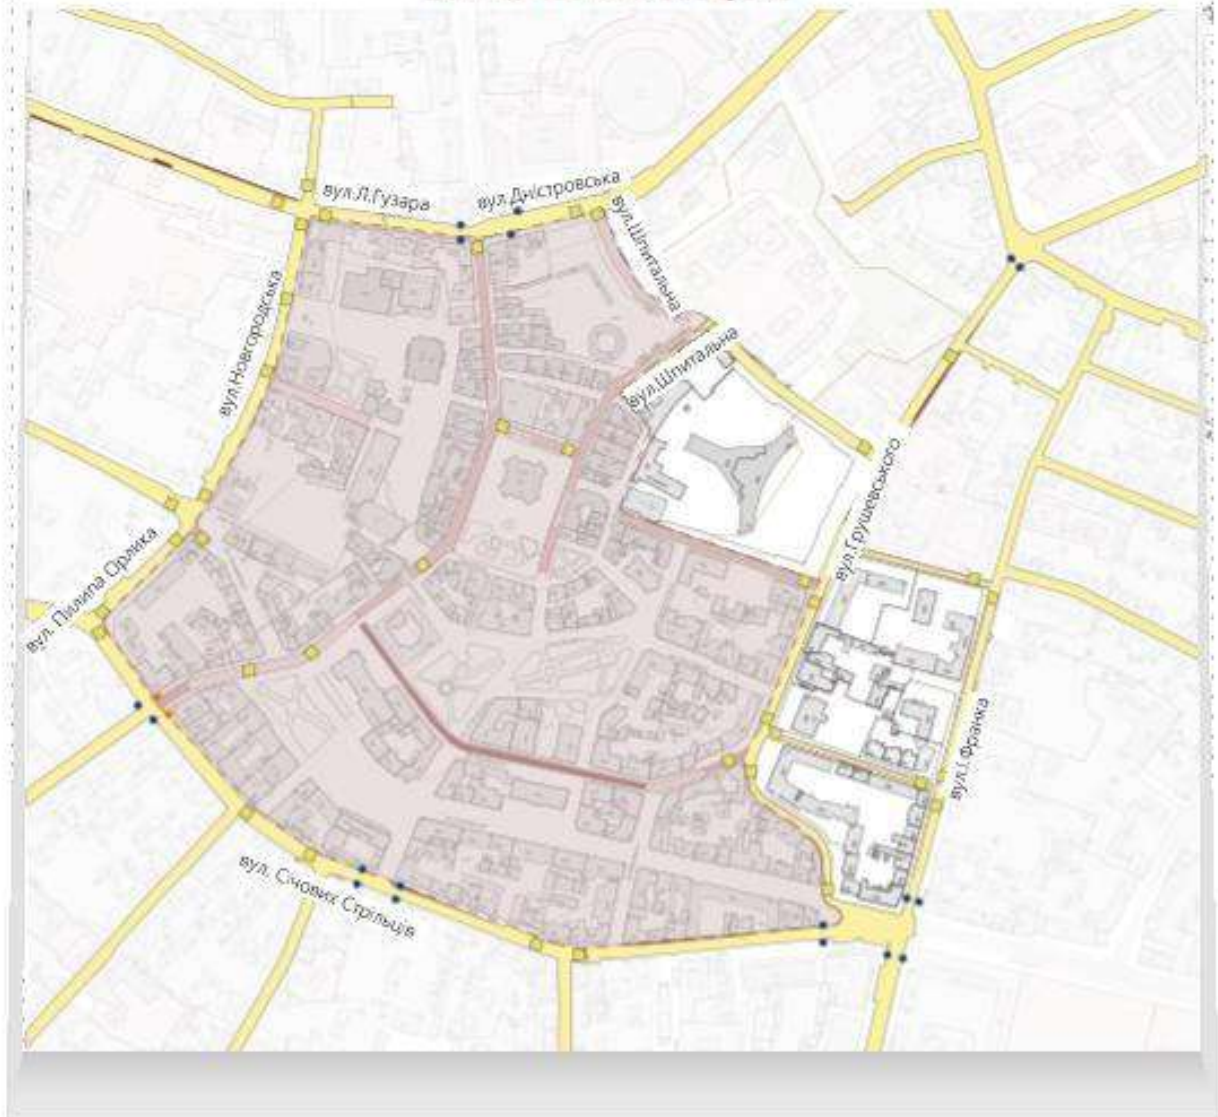 вул.Л.Гузара
вул.Дністровська
вул.Шпитальна
вул.Новгородська
вул.Шпитальна
вул.Грушевського
вул. Пилипа Орлика
вул.І.Франка
вул. Січових Стрільців